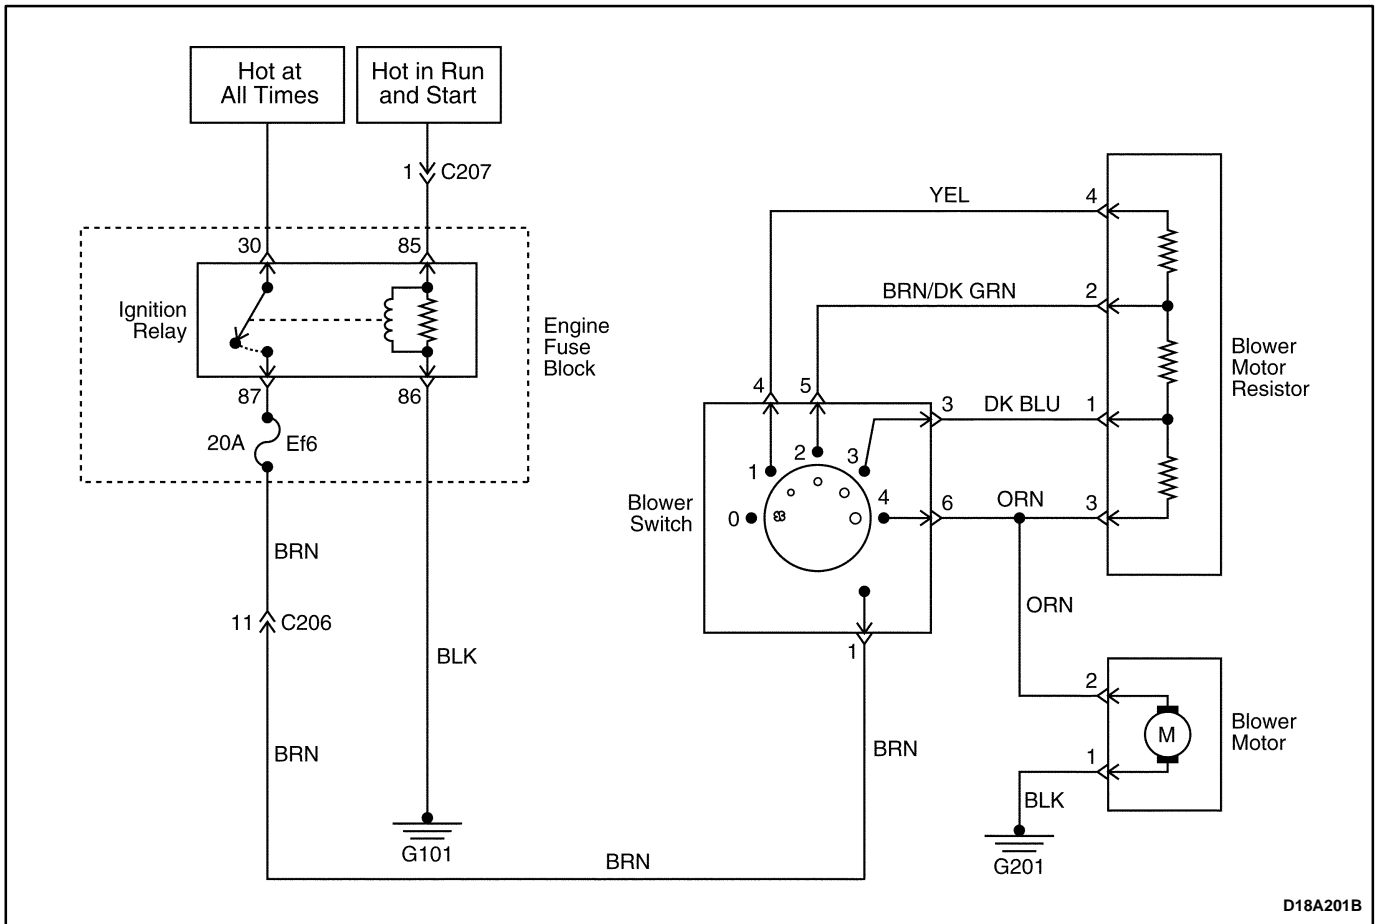 Hot at
All Times
Hot in Run
and Start
1 C207
30
85
Ignition
Relay
Engine
Fuse
Block
87
86
20A Ef6
BRN
11 C206
BLK
BRN
G101
BRN
YEL
4
BRN/DK GRN
2
4
5
3
DK BLU
1
Blower
Motor
Resistor
1
2
3
Blower
Switch
0
4
6
ORN
3
1
BRN
ORN
2
M
1
Blower
Motor
BLK
G201
D18A201B